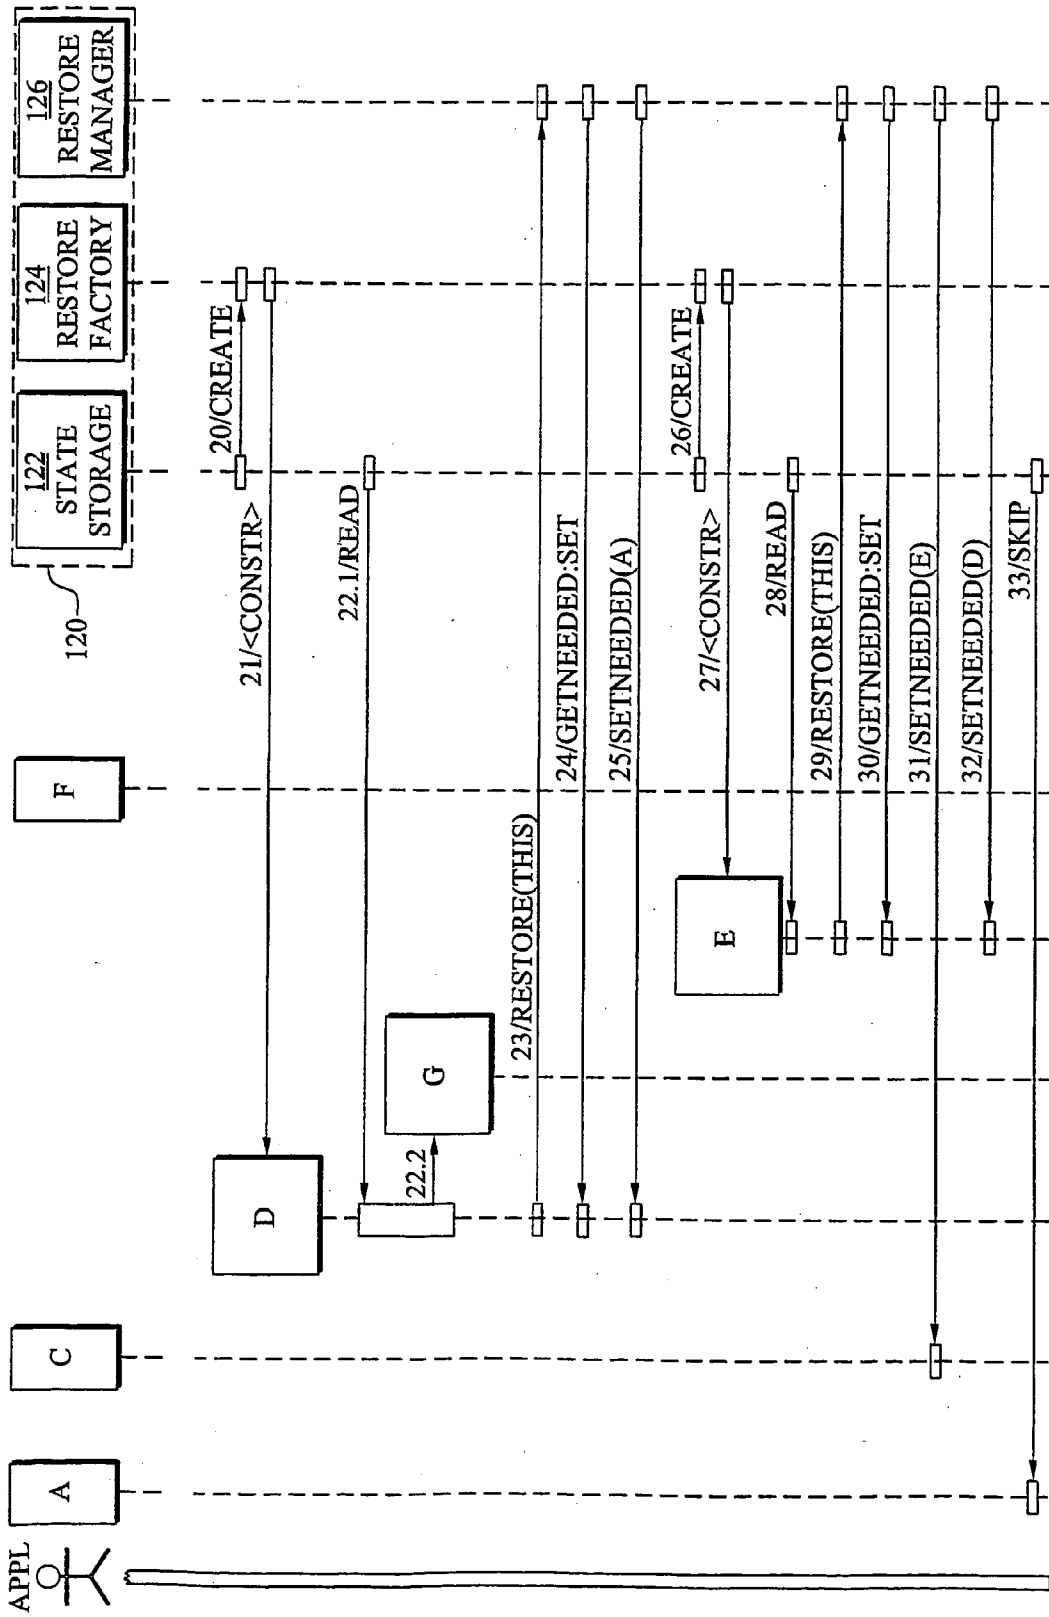 APPL
A
C
F
122
STATE
STORAGE
124
RESTORE
FACTORY
126
RESTORE
MANAGER
120
20/CREATE
21/<CONSTR>
D
22.1/READ
22.2
G
23/RESTORE(THIS)
24/GETNEEDED:SET
25/SETNEEDED(A)
26/CREATE
27/<CONSTR>
E
28/READ
29/RESTORE(THIS)
30/GETNEEDED:SET
31/SETNEEDED(E)
32/SETNEEDED(D)
33/SKIP